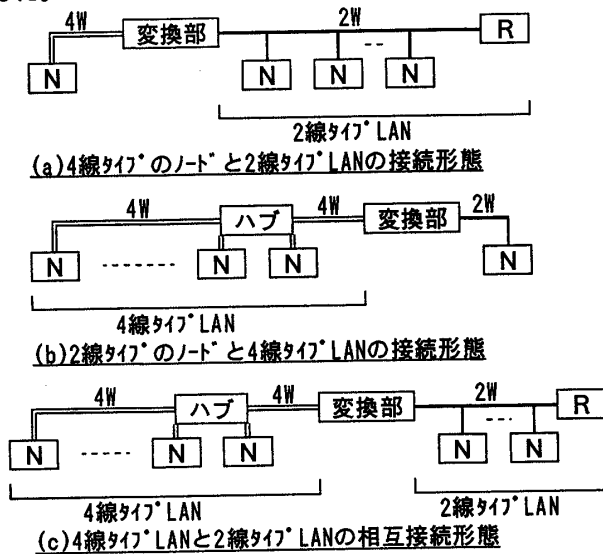 4W 変換部 2W R
N N N N
2線ﾀｲﾌﾟLAN
(a)4線ﾀｲﾌﾟのﾉｰﾄﾞと2線ﾀｲﾌﾟLANの接続形態
4W ハブ 4W 変換部 2W
N N N N
4線ﾀｲﾌﾟLAN
(b)2線ﾀｲﾌﾟのﾉｰﾄﾞと4線ﾀｲﾌﾟLANの接続形態
4W ハブ 4W 変換部 2W R
N N N N N
4線ﾀｲﾌﾟLAN 2線ﾀｲﾌﾟLAN
(c)4線ﾀｲﾌﾟLANと2線ﾀｲﾌﾟLANの相互接続形態